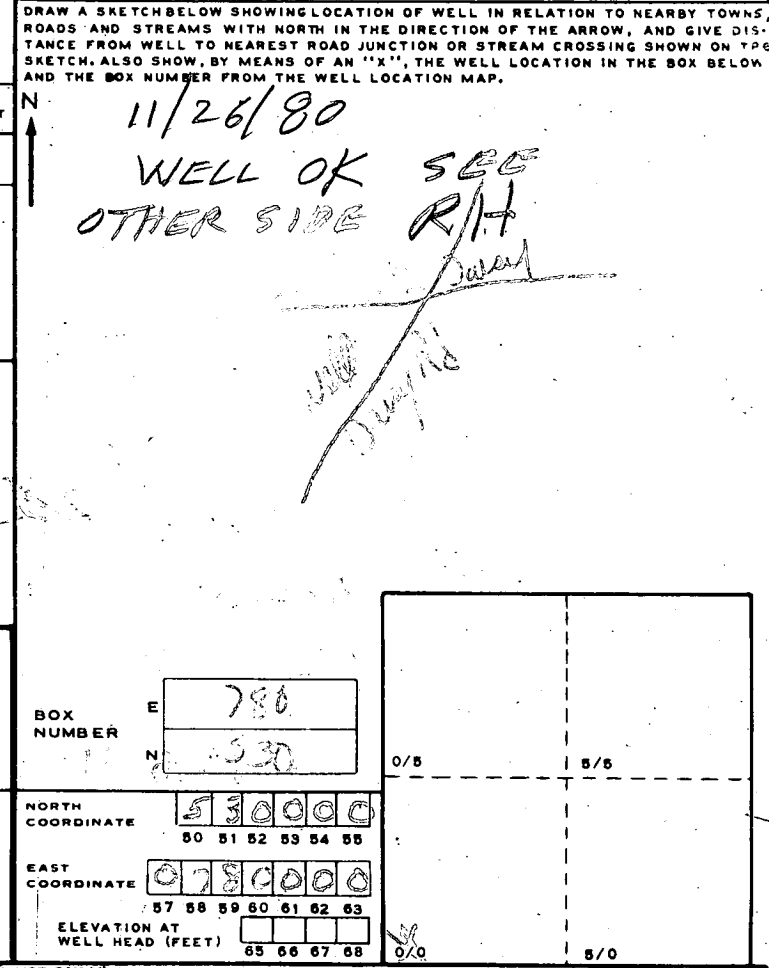 DRAW A SKETCH BELOW SHOWING LOCATION OF WELL IN RELATION TO NEARBY TOWNS,
ROADS AND STREAMS WITH NORTH IN THE DIRECTION OF THE ARROW, AND GIVE DIS-
TANCE FROM WELL TO NEAREST ROAD JUNCTION OR STREAM CROSSING SHOWN ON
SKETCH. ALSO SHOW, BY MEANS OF AN "X", THE WELL LOCATION IN THE BOX BELOW
AND THE BOX NUMBER FROM THE WELL LOCATION MAP.
N
11/26/80
WELL OK SEE
OTHER SIDE R/H
Well
BOX NUMBER
E 780
N 530
0/5 5/5
NORTH COORDINATE 5 3 0 0 0 0
50 51 52 53 54 55
EAST COORDINATE 0 7 8 0 0 0 0
57 58 59 60 61 62 63
ELEVATION AT WELL HEAD (FEET)
65 66 67 68
0/0 5/0